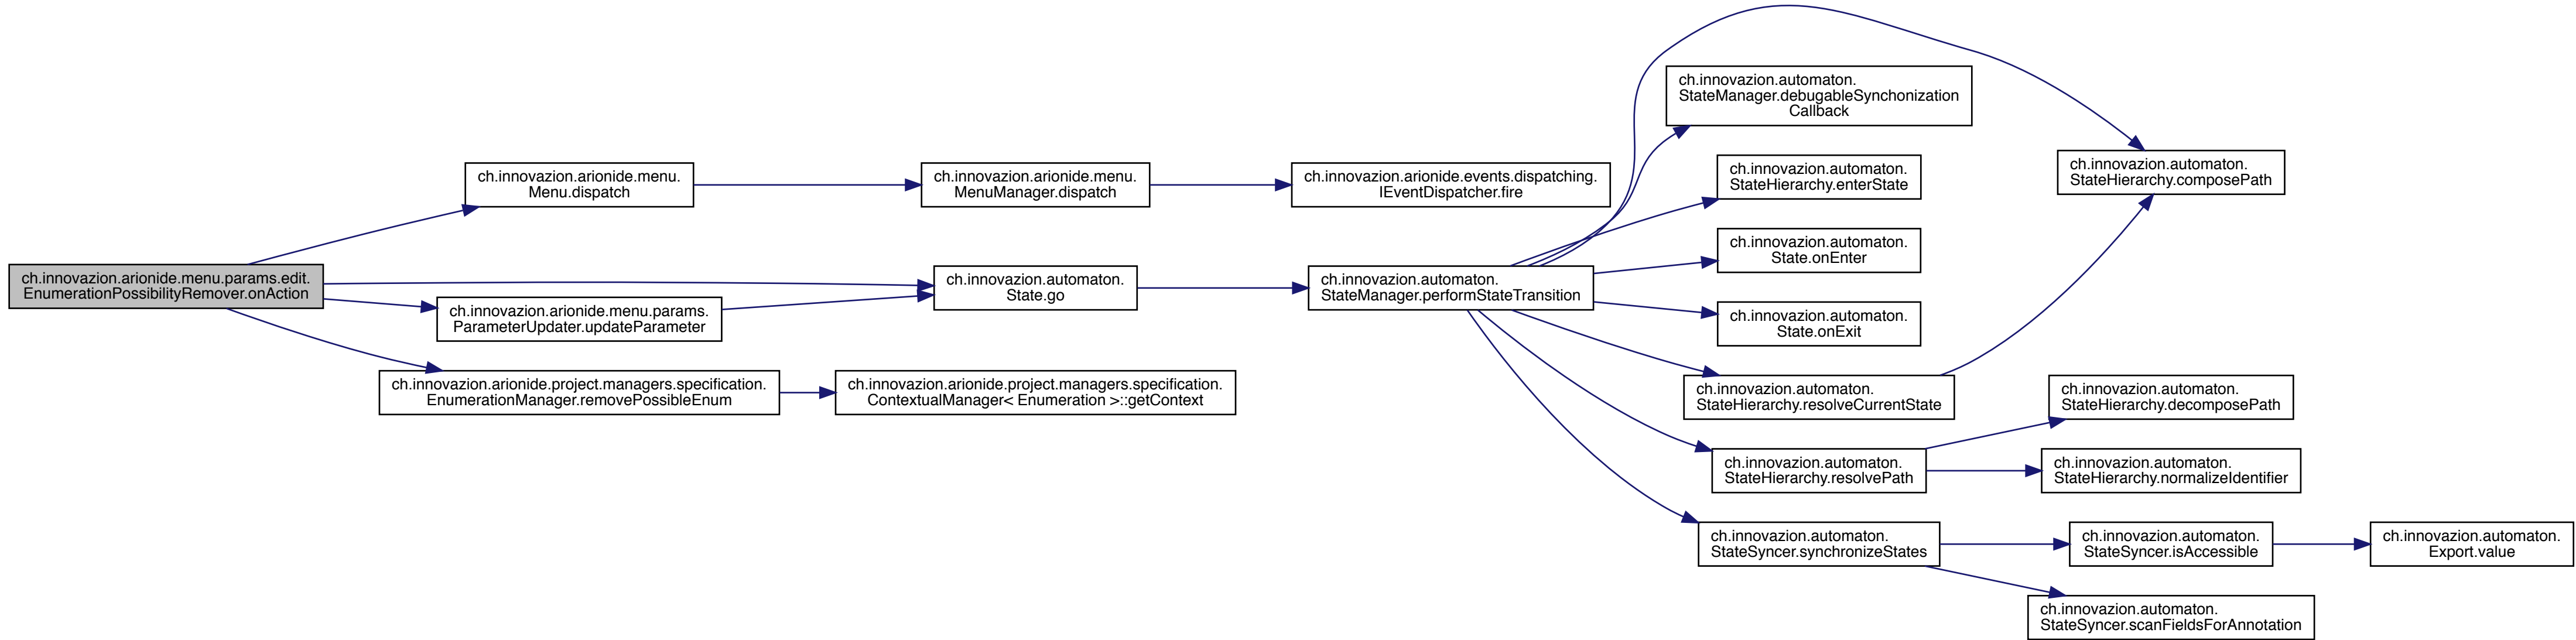 ch.innovazion.arionide.menu.params.edit.
EnumerationPossibilityRemover.onAction
ch.innovazion.arionide.menu.
Menu.dispatch
ch.innovazion.arionide.menu.
MenuManager.dispatch
ch.innovazion.arionide.events.dispatching.
IEventDispatcher.fire
ch.innovazion.automaton.
State.go
ch.innovazion.arionide.menu.params.
ParameterUpdater.updateParameter
ch.innovazion.arionide.project.managers.specification.
EnumerationManager.removePossibleEnum
ch.innovazion.arionide.project.managers.specification.
ContextualManager< Enumeration >::getContext
ch.innovazion.automaton.
StateManager.performStateTransition
ch.innovazion.automaton.
StateManager.debugableSynchonization
Callback
ch.innovazion.automaton.
StateHierarchy.enterState
ch.innovazion.automaton.
State.onEnter
ch.innovazion.automaton.
State.onExit
ch.innovazion.automaton.
StateHierarchy.resolveCurrentState
ch.innovazion.automaton.
StateHierarchy.resolvePath
ch.innovazion.automaton.
StateSyncer.synchronizeStates
ch.innovazion.automaton.
StateHierarchy.composePath
ch.innovazion.automaton.
StateHierarchy.decomposePath
ch.innovazion.automaton.
StateHierarchy.normalizeIdentifier
ch.innovazion.automaton.
StateSyncer.isAccessible
ch.innovazion.automaton.
Export.value
ch.innovazion.automaton.
StateSyncer.scanFieldsForAnnotation